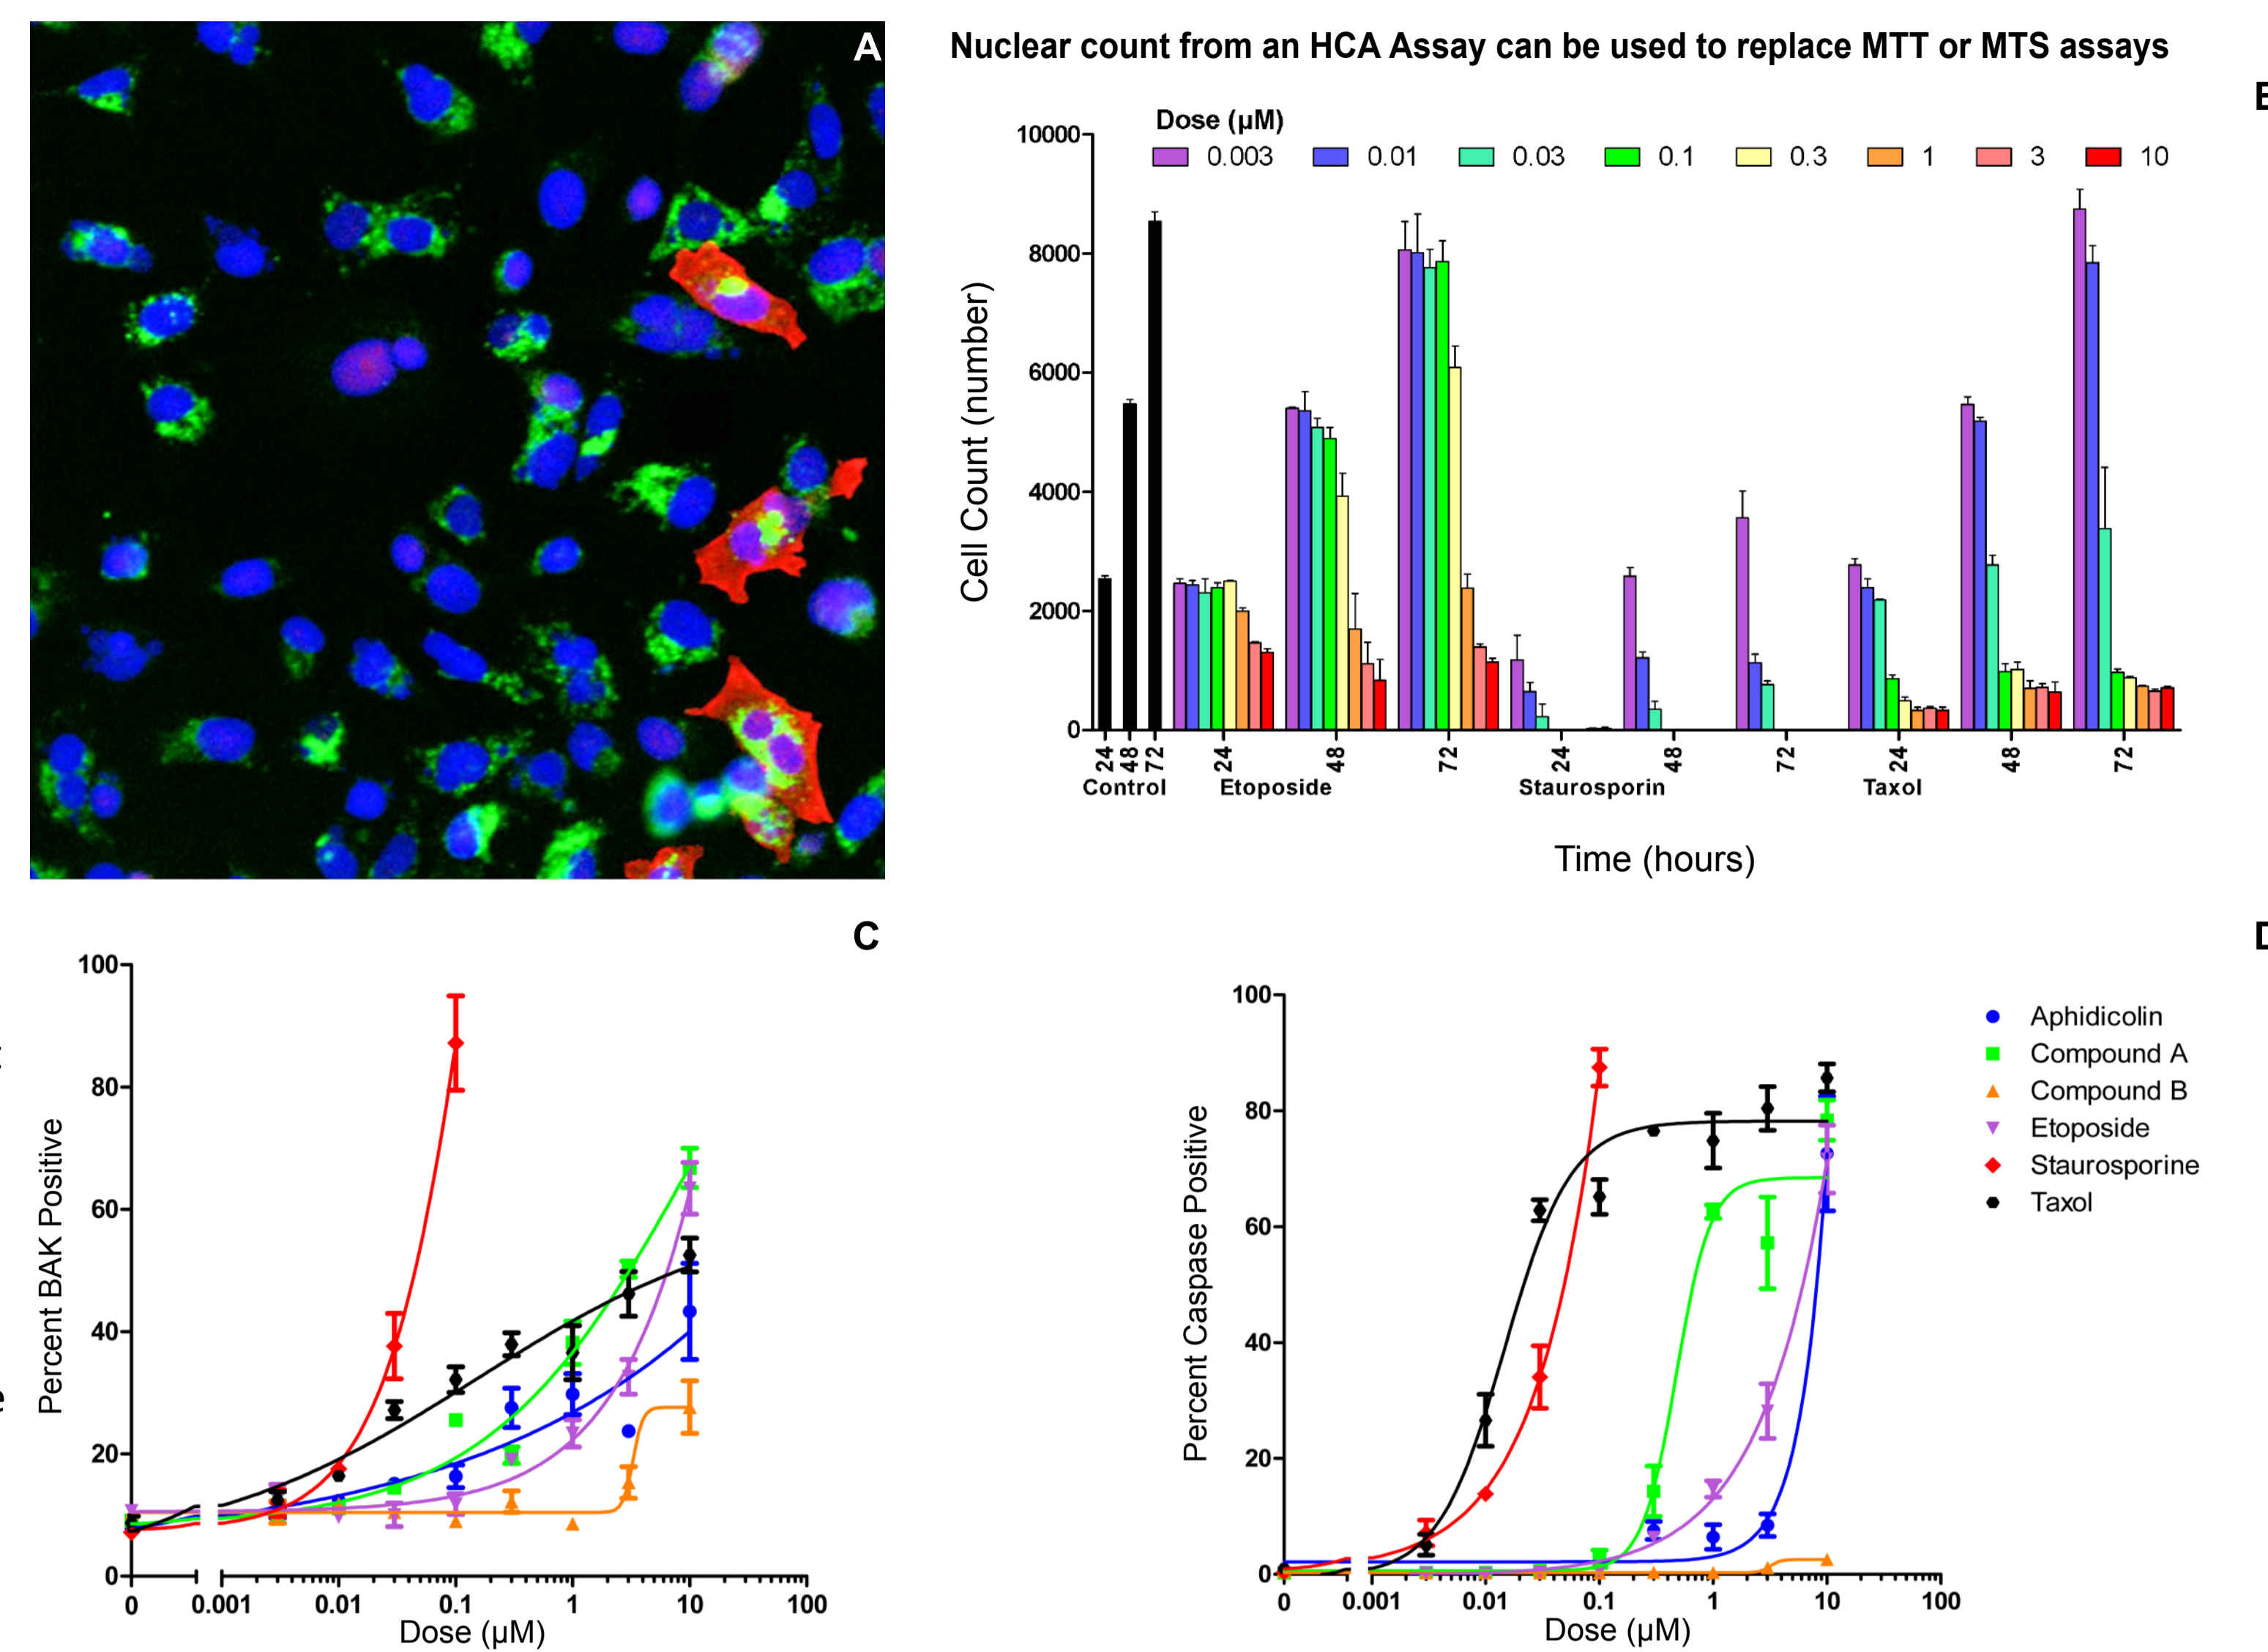 A
Nuclear count from an HCA Assay can be used to replace MTT or MTS assays
Dose (µM)
0.003 0.01 0.03 0.1 0.3 1 3 10
Cell Count (number)
10000
8000
6000
4000
2000
0
24 48 72 24 48 72 24 48 72 24 48 72
Control Etoposide Staurosporin Taxol
Time (hours)
C
Percent BAK Positive
100
80
60
40
20
0
0 0.001 0.01 0.1 1 10 100
Dose (µM)
Percent Caspase Positive
100
80
60
40
20
0
0 0.001 0.01 0.1 1 10 100
Dose (µM)
Aphidicolin
Compound A
Compound B
Etoposide
Staurosporine
Taxol